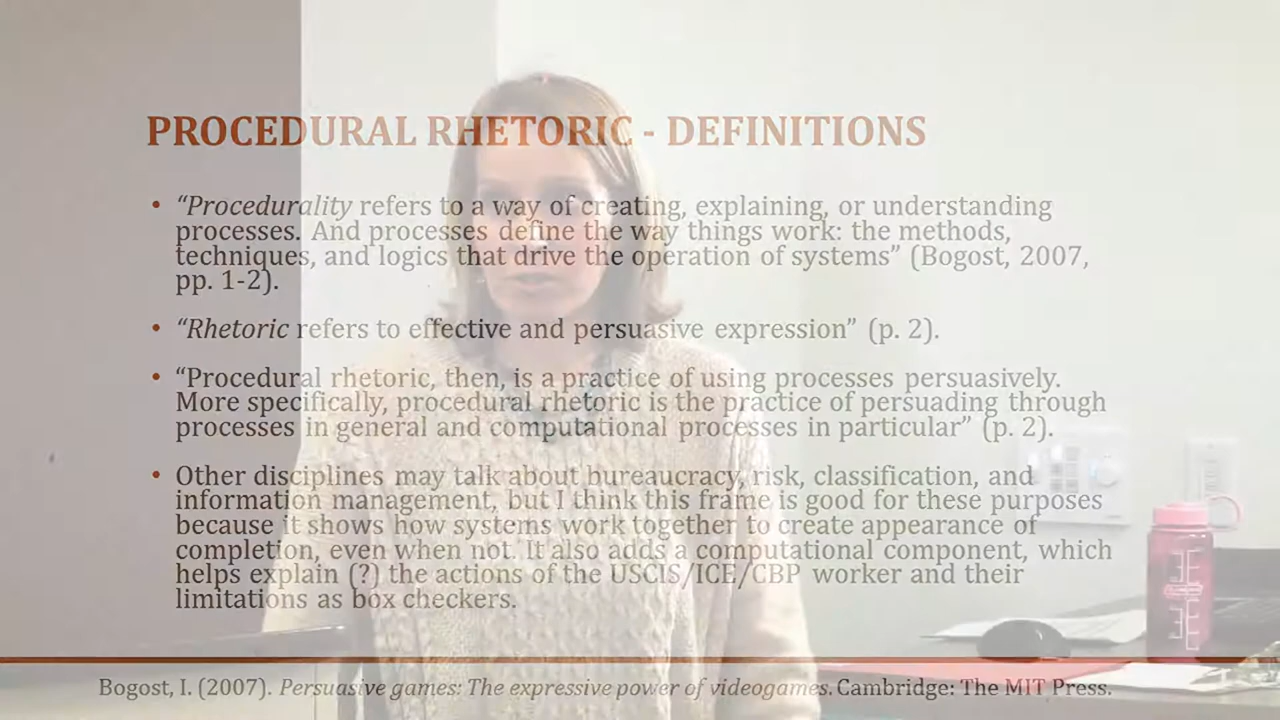 PROCEDURAL RHETORIC - DEFINITIONS
• “Procedurality refers to a way of creating, explaining, or understanding
processes. And processes define the way things work: the methods,
techniques, and logics that drive the operation of systems” (Bogost, 2007,
pp. 1-2).
• “Rhetoric refers to effective and persuasive expression” (p. 2).
• “Procedural rhetoric, then, is a practice of using processes persuasively.
More specifically, procedural rhetoric is the practice of persuading through
processes in general and computational processes in particular” (p. 2).
• Other disciplines may talk about bureaucracy, risk, classification, and
information management, but I think this frame is good for these purposes
because it shows how systems work together to create appearance of
completion, even when not. It also adds a computational component, which
helps explain (?) the actions of the USCIS/ICE/CBP worker and their
limitations as box checkers.
Bogost, I. (2007). Persuasive games: The expressive power of videogames. Cambridge: The MIT Press.